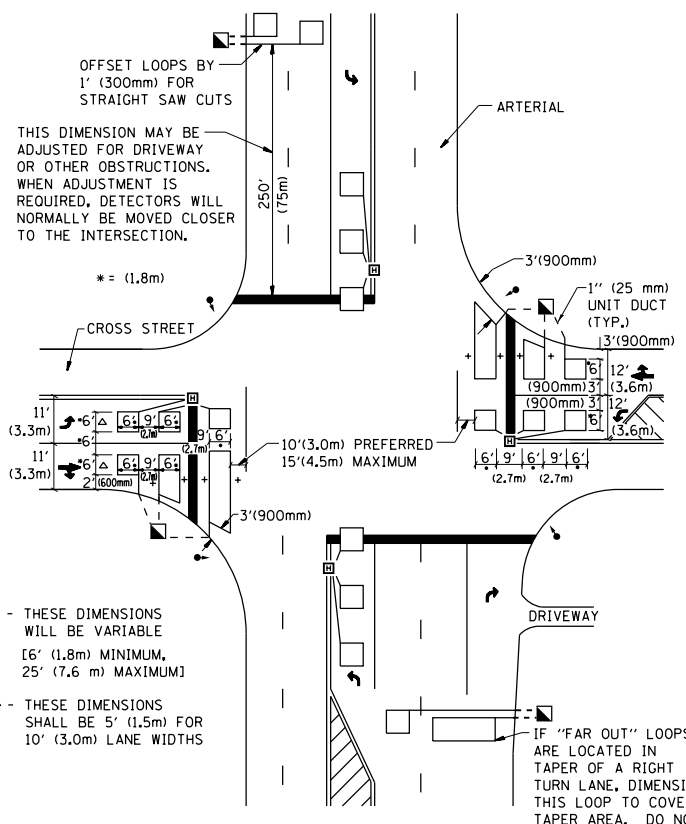 OFFSET LOOPS BY
1' (300mm) FOR
STRAIGHT SAW CUTS
ARTERIAL
THIS DIMENSION MAY BE
ADJUSTED FOR DRIVEWAY
OR OTHER OBSTRUCTIONS.
WHEN ADJUSTMENT IS
REQUIRED, DETECTORS WILL
NORMALLY BE MOVED CLOSER
TO THE INTERSECTION.
250'
(75m)
* = (1.8m)
H
3'(900mm)
1" (25 mm)
UNIT DUCT
(TYP.)
CROSS STREET
3'(900mm)
6'
12'
(3.6m)
(900mm) 3'
(900mm) 3'
12'
6'
(3.6m)
H
6' 9' 6' 9' 6'
(2.7m) (2.7m)
H
11'
(3.3m)
*6'
6' 9' 6'
(2.7m)
9' 6'
(2.7m)
11'
(3.3m)
*6'
6' 9' 6'
(2.7m)
2' (600mm)
10'(3.0m) PREFERRED
15'(4.5m) MAXIMUM
3'(900mm)
H
DRIVEWAY
- THESE DIMENSIONS
WILL BE VARIABLE
[6' (1.8m) MINIMUM,
25' (7.6 m) MAXIMUM]
- THESE DIMENSIONS
SHALL BE 5' (1.5m) FOR
10' (3.0m) LANE WIDTHS
IF "FAR OUT" LOOPS
ARE LOCATED IN
TAPER OF A RIGHT
TURN LANE, DIMENSI
THIS LOOP TO COVE
TAPER AREA. DO NO